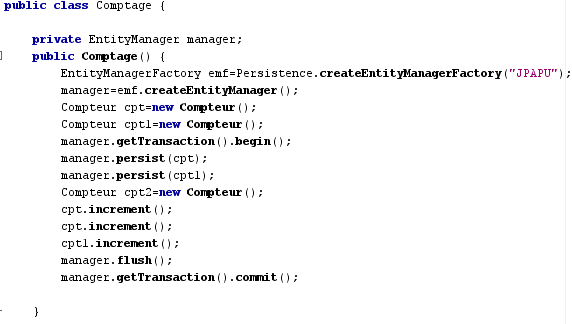 public class Comptage {
private EntityManager manager;
public Comptage() {
EntityManagerFactory emf=Persistence.createEntityManagerFactory("JPAPU");
manager=emf.createEntityManager();
Compteur cpt=new Compteur();
Compteur cpt1=new Compteur();
manager.getTransaction().begin();
manager.persist(cpt);
manager.persist(cpt1);
Compteur cpt2=new Compteur();
cpt.increment();
cpt.increment();
cpt1.increment();
manager.flush();
manager.getTransaction().commit();
}